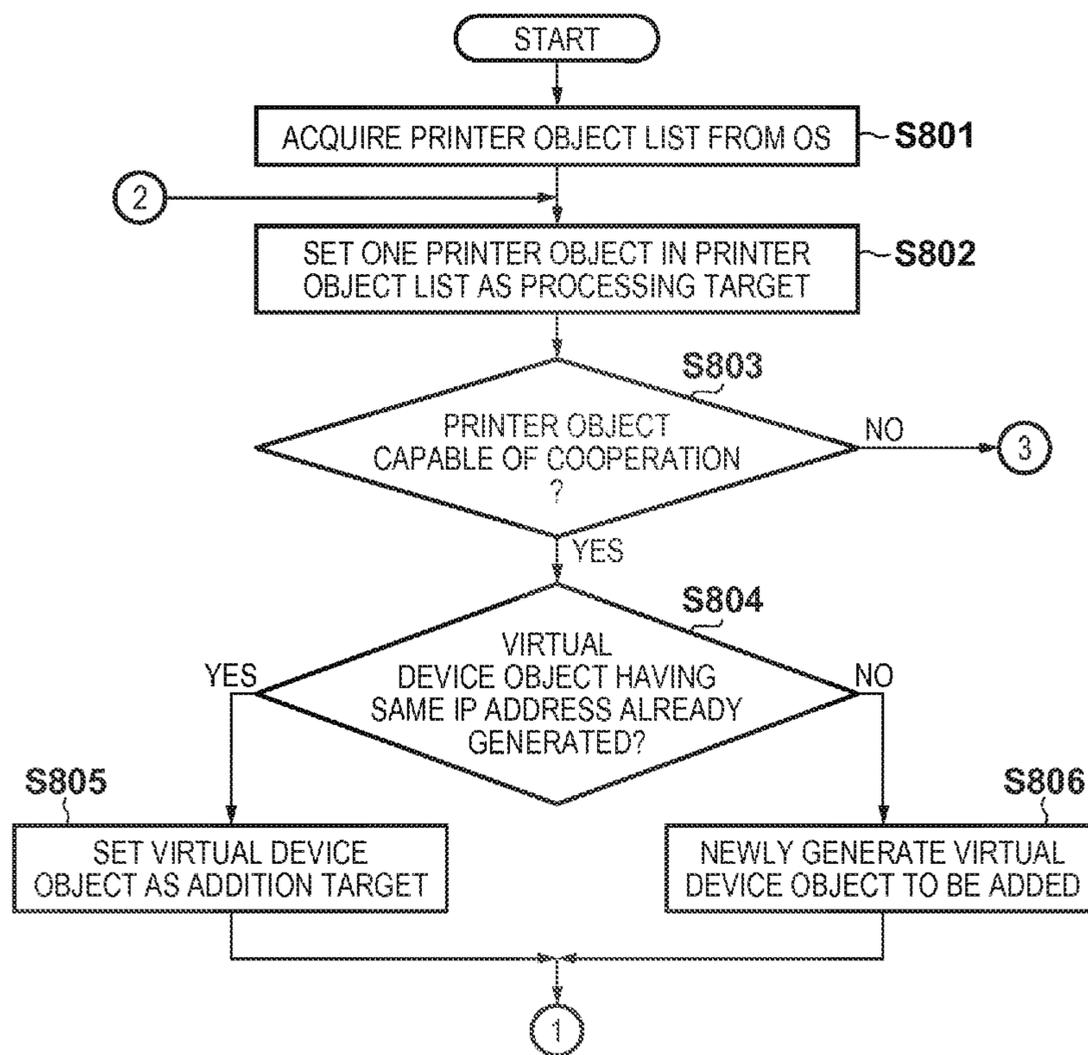 START
ACQUIRE PRINTER OBJECT LIST FROM OS
S801
2
SET ONE PRINTER OBJECT IN PRINTER
OBJECT LIST AS PROCESSING TARGET
S802
S803
PRINTER OBJECT
CAPABLE OF COOPERATION
?
NO
3
YES
S804
VIRTUAL
DEVICE OBJECT HAVING
SAME IP ADDRESS ALREADY
GENERATED?
YES
NO
S805
SET VIRTUAL DEVICE
OBJECT AS ADDITION TARGET
S806
NEWLY GENERATE VIRTUAL
DEVICE OBJECT TO BE ADDED
1